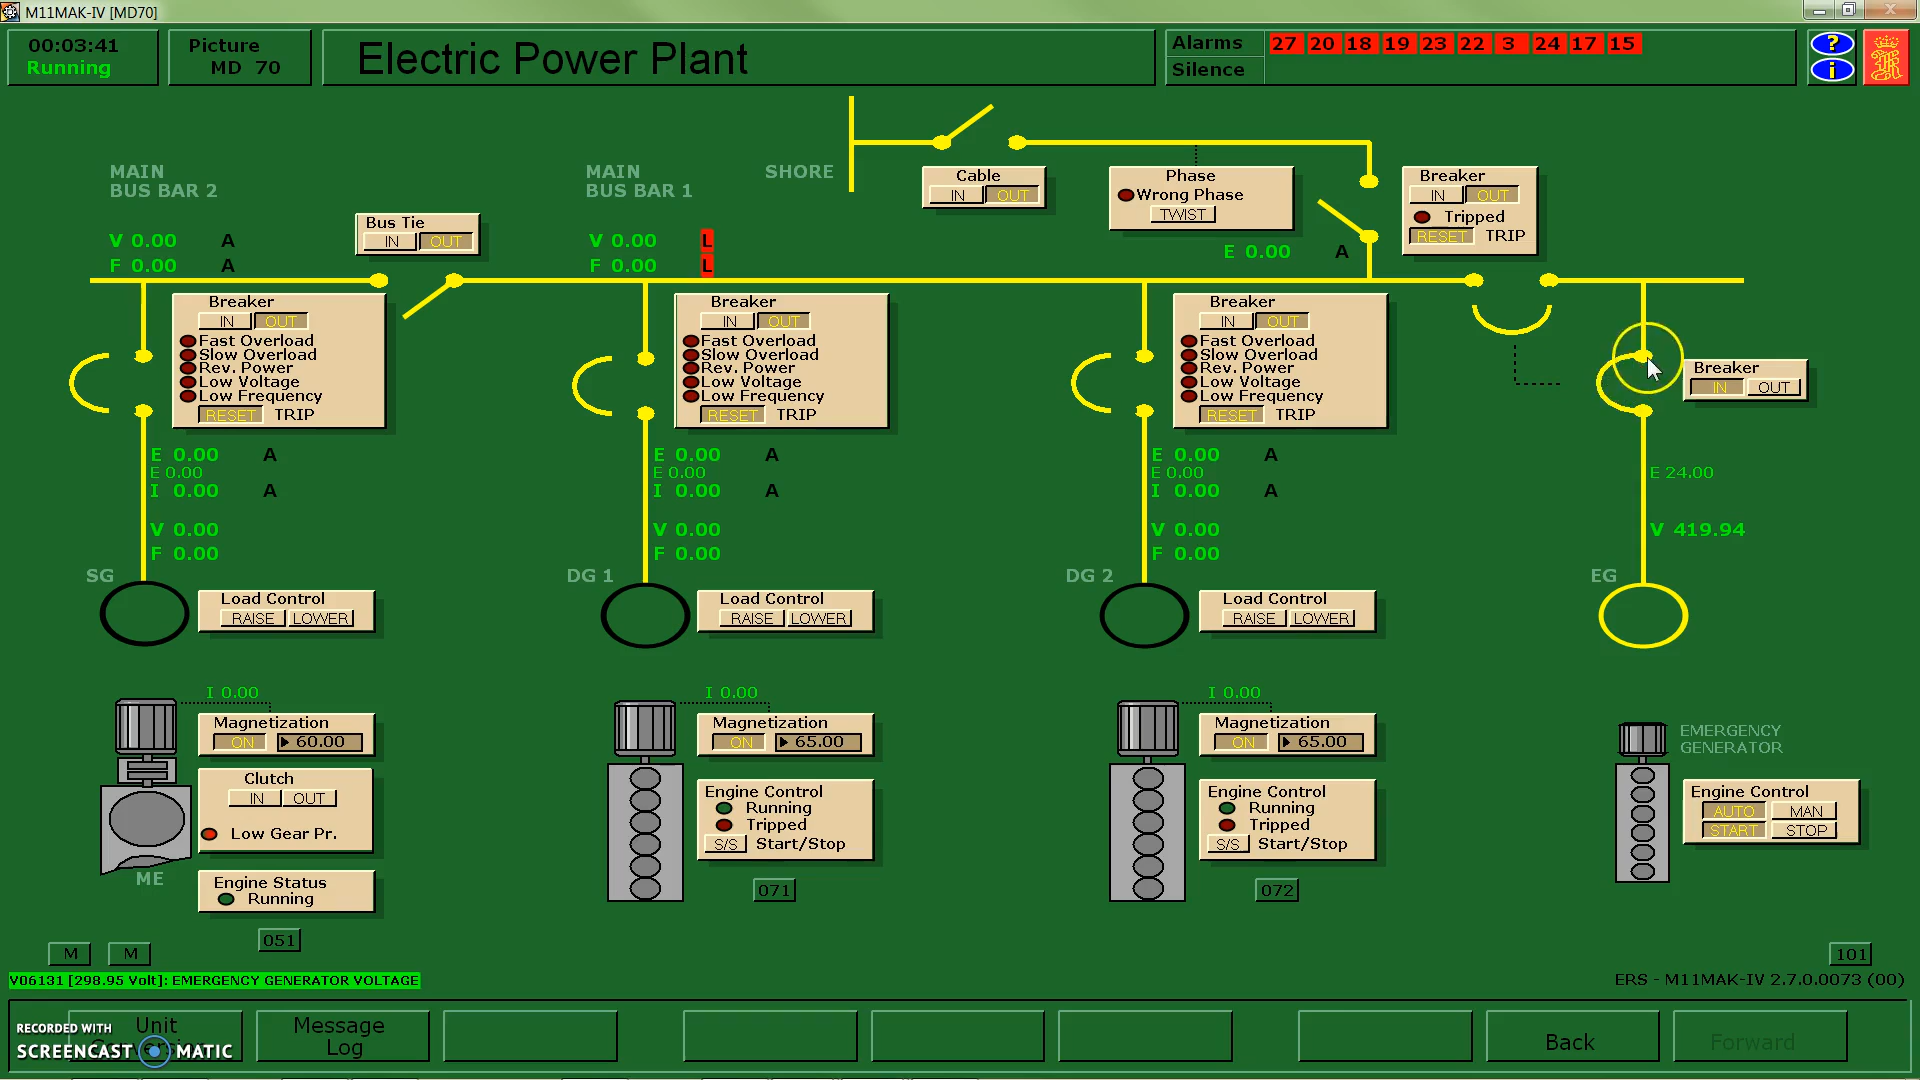 M11MAK-IV [MD70]
00:03:41
Running
Picture
MD 70
Electric Power Plant
Alarms
27 20 18 19 23 22 3 24 17 15
Silence
?
i
MAIN
BUS BAR 2
MAIN
BUS BAR 1
SHORE
Cable
IN OUT
Phase
Wrong Phase
TWIST
Breaker
IN OUT
Tripped
RESET TRIP
Bus Tie
IN OUT
V 0.00 A
F 0.00 A
V 0.00 L
F 0.00 L
E 0.00 A
Breaker
IN OUT
Fast Overload
Slow Overload
Rev. Power
Low Voltage
Low Frequency
RESET TRIP
Breaker
IN OUT
Fast Overload
Slow Overload
Rev. Power
Low Voltage
Low Frequency
RESET TRIP
Breaker
IN OUT
Fast Overload
Slow Overload
Rev. Power
Low Voltage
Low Frequency
RESET TRIP
Breaker
IN OUT
E 0.00 A
E 0.00
I 0.00 A
V 0.00
F 0.00
E 0.00 A
E 0.00
I 0.00 A
V 0.00
F 0.00
E 0.00 A
E 0.00
I 0.00 A
V 0.00
F 0.00
E 24.00
V 419.94
SG
Load Control
RAISE LOWER
DG 1
Load Control
RAISE LOWER
DG 2
Load Control
RAISE LOWER
EG
I 0.00
Magnetization
ON 60.00
Clutch
IN OUT
Low Gear Pr.
ME
Engine Status
Running
051
I 0.00
Magnetization
ON 65.00
Engine Control
Running
Tripped
S/S Start/Stop
071
I 0.00
Magnetization
ON 65.00
Engine Control
Running
Tripped
S/S Start/Stop
072
EMERGENCY
GENERATOR
Engine Control
AUTO MAN
START STOP
M M
101
V06131 [298.95 Volt]: EMERGENCY GENERATOR VOLTAGE
ERS - M11MAK-IV 2.7.0.0073 (00)
RECORDED WITH
SCREENCAST MATIC
Unit
Message
Log
Back
Forward